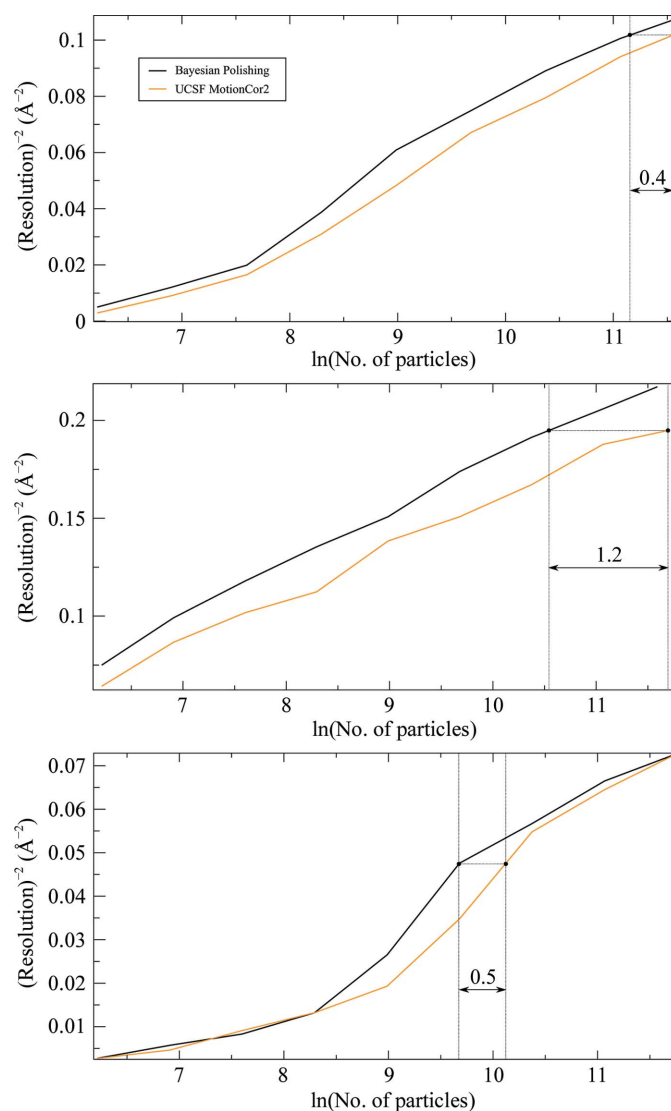 0.1
Bayesian Polishing
UCSF MotionCor2
0.08
0.06
0.4
0.04
0.02
0
(Resolution)⁻² (Å⁻²)
7 8 9 10 11
ln(No. of particles)
0.2
0.15
1.2
0.1
(Resolution)⁻² (Å⁻²)
7 8 9 10 11
ln(No. of particles)
0.07
0.06
0.05
0.04
0.03
0.5
0.02
0.01
(Resolution)⁻² (Å⁻²)
7 8 9 10 11
ln(No. of particles)